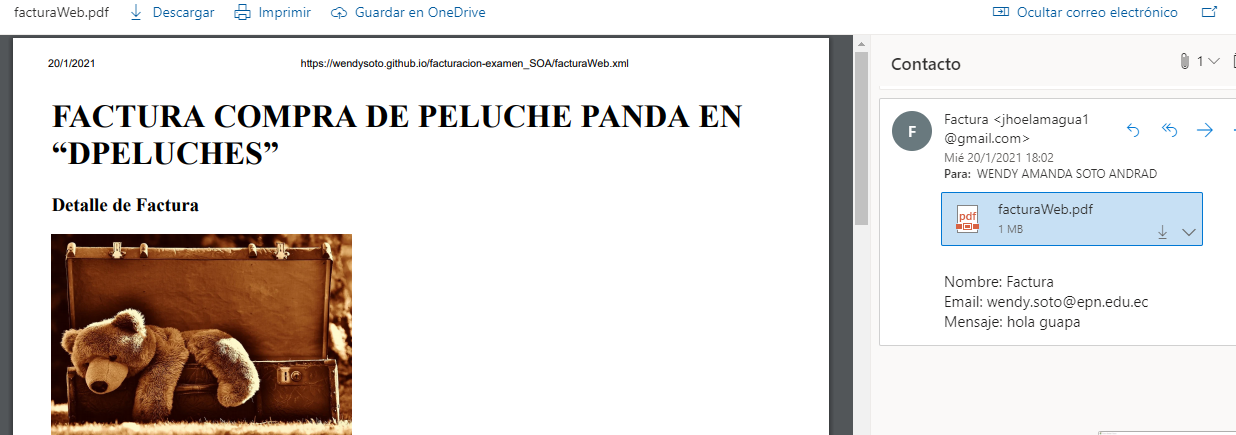 facturaWeb.pdf Descargar Imprimir Guardar en OneDrive Ocultar correo electrónico
20/1/2021 https://wendysoto.github.io/facturacion-examen_SOA/facturaWeb.xml
FACTURA COMPRA DE PELUCHE PANDA EN
“DPELUCHES”
Detalle de Factura
Contacto 1
F
Factura <jhoelamagua1
@gmail.com>
Mié 20/1/2021 18:02
Para: WENDY AMANDA SOTO ANDRAD
pdf
facturaWeb.pdf
1 MB
Nombre: Factura
Email: wendy.soto@epn.edu.ec
Mensaje: hola guapa